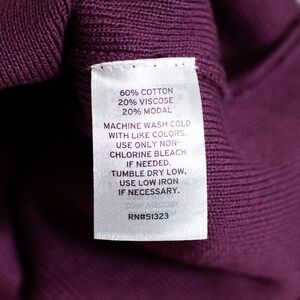 60% COTTON
20% VISCOSE
20% MODAL
MACHINE WASH COLD
WITH LIKE COLORS.
USE ONLY NON-
CHLORINE BLEACH
IF NEEDED.
TUMBLE DRY LOW.
USE LOW IRON
IF NECESSARY.
RN#51323